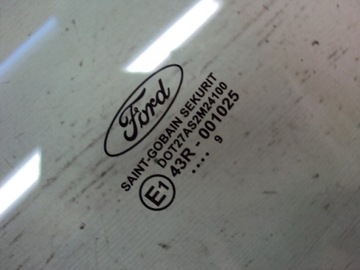 Ford
SAINT-GOBAIN SEKURIT
DOT27AS2M24100
E1 43R - 001025
.... 9